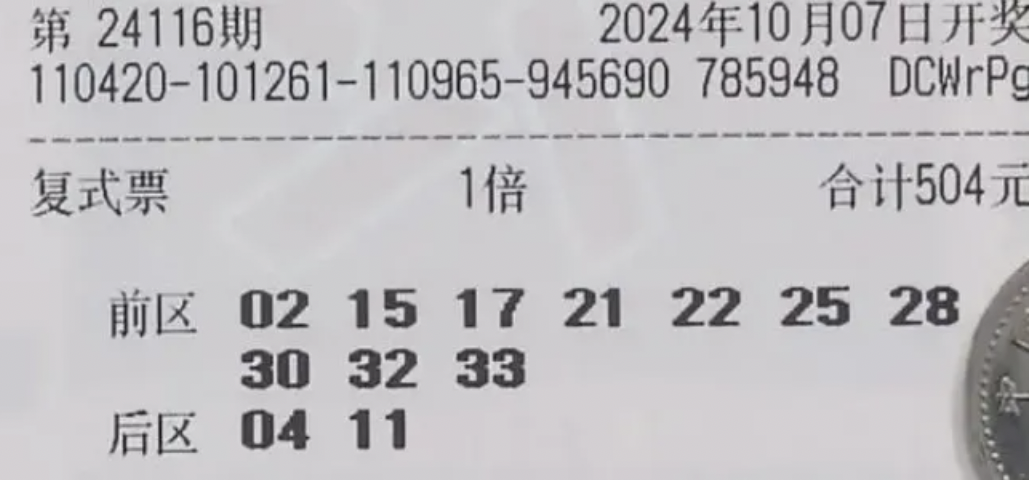 第 24116期 2024年10月07日开奖
110420-101261-110965-945690 785948 DCWrPg
复式票 1倍 合计504元
前区 02 15 17 21 22 25 28
30 32 33
后区 04 11